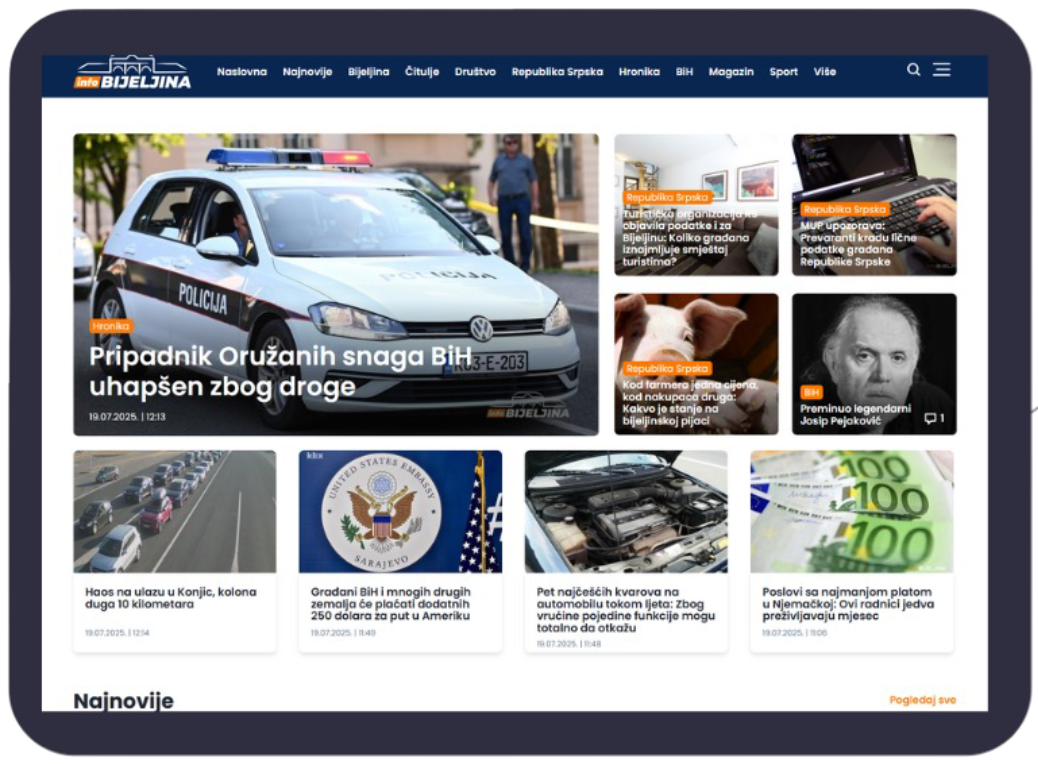 info BIJELJINA
Naslovna Najnovije Bijeljina Čitulje Društvo Republika Srpska Hronika BiH Magazin Sport Više
POLICIJA
POLICIJA
K03-E-203
Hronika
Pripadnik Oružanih snaga BiH
uhapšen zbog droge
19.07.2025. | 12:13
info BIJELJINA
Republika Srpska
Turistička organizacija RS
objavila podatke i za
Bijeljinu: Koliko građana
iznajmljuje smještaj
turistima?
Republika Srpska
MUP upozorava:
Prevaranti kradu lične
podatke građana
Republike Srpske
Republika Srpska
Kod farmera jedna cijena,
kod nakupaca druga:
Kakvo je stanje na
bijeljinskoj pijaci
BiH
Preminuo legendarni
Josip Pejaković
1
Haos na ulazu u Konjic, kolona
duga 10 kilometara
19.07.2025. | 12:14
klix
UNITED STATES EMBASSY
SARAJEVO
#
Građani BiH i mnogih drugih
zemalja će plaćati dodatnih
250 dolara za put u Ameriku
19.07.2025. | 11:49
Pet najčešćih kvarova na
automobilu tokom ljeta: Zbog
vrućine pojedine funkcije mogu
totalno da otkažu
19.07.2025. | 11:48
100
100
100
Poslovi sa najmanjom platom
u Njemačkoj: Ovi radnici jedva
preživljavaju mjesec
19.07.2025. | 11:06
Najnovije
Pogledaj sve